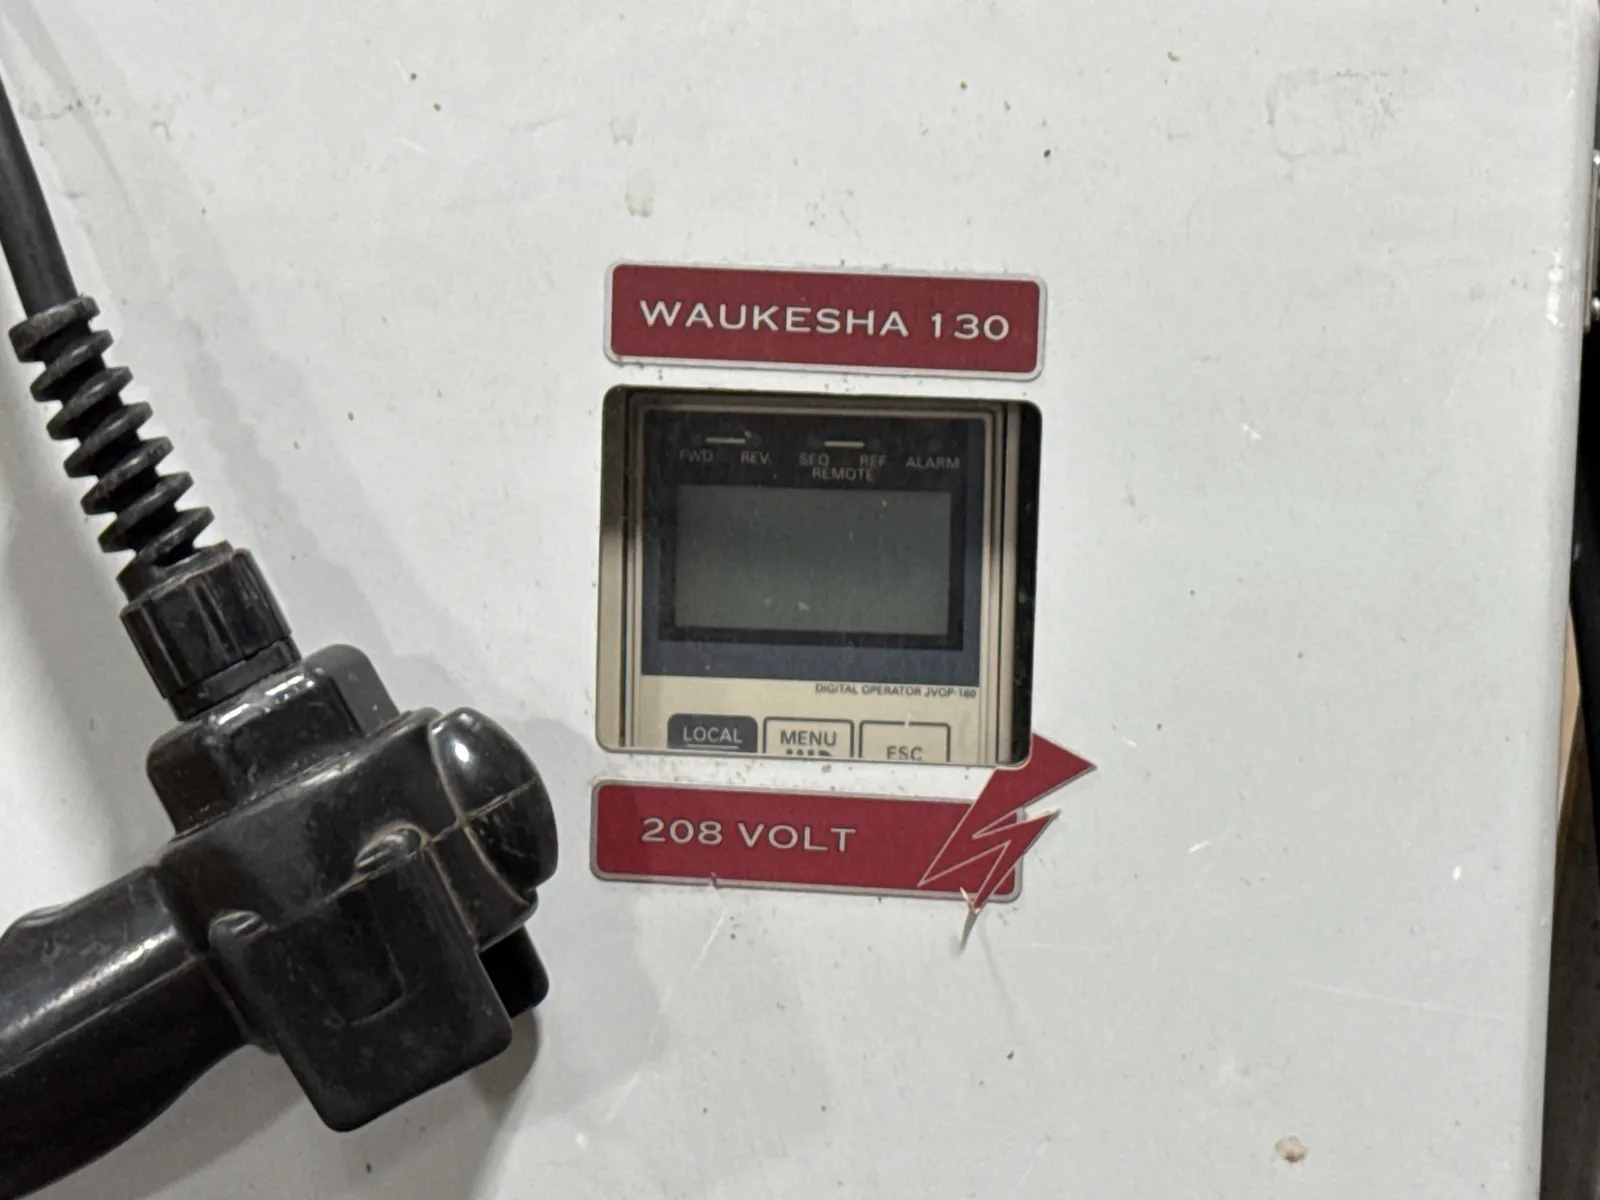 WAUKESHA 130
FWD REV SEQ REF ALARM
REMOTE
DIGITAL OPERATOR JVOP-160
LOCAL MENU ESC
208 VOLT